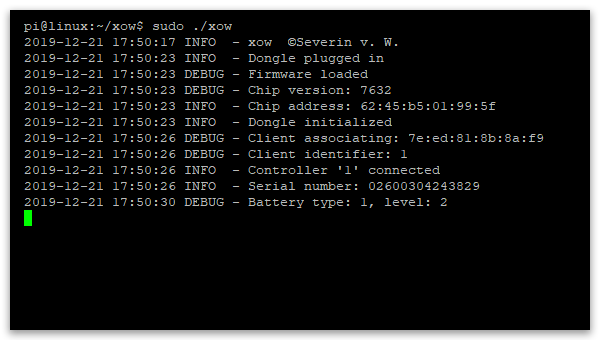 pi@linux:~/xow$ sudo ./xow
2019-12-21 17:50:17 INFO  - xow  ©Severin v. W.
2019-12-21 17:50:23 INFO  - Dongle plugged in
2019-12-21 17:50:23 DEBUG - Firmware loaded
2019-12-21 17:50:23 DEBUG - Chip version: 7632
2019-12-21 17:50:23 INFO  - Chip address: 62:45:b5:01:99:5f
2019-12-21 17:50:23 INFO  - Dongle initialized
2019-12-21 17:50:26 DEBUG - Client associating: 7e:ed:81:8b:8a:f9
2019-12-21 17:50:26 DEBUG - Client identifier: 1
2019-12-21 17:50:26 INFO  - Controller '1' connected
2019-12-21 17:50:26 INFO  - Serial number: 02600304243829
2019-12-21 17:50:30 DEBUG - Battery type: 1, level: 2